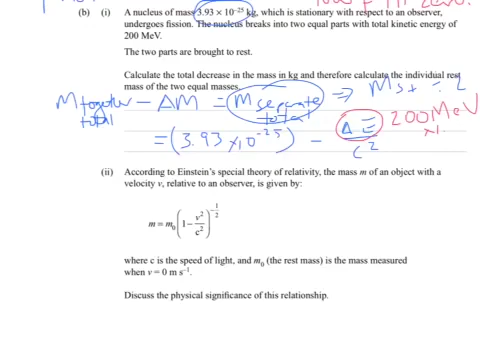 (b) (i) A nucleus of mass 3.93 × 10⁻²⁵ kg, which is stationary with respect to an observer,
undergoes fission. The nucleus breaks into two equal parts with total kinetic energy of
200 MeV.
The two parts are brought to rest.
Calculate the total decrease in the mass in kg and therefore calculate the individual rest
mass of the two equal masses.
M together total − ΔM = M separate total ⇒ M st ÷ 2
= (3.93 × 10⁻²⁵) − ΔE / c² 200 MeV
(ii) According to Einstein's special theory of relativity, the mass m of an object with a
velocity v, relative to an observer, is given by:
m = m₀(1 − v²/c²)^(−1/2)
where c is the speed of light, and m₀ (the rest mass) is the mass measured
when v = 0 m s⁻¹.
Discuss the physical significance of this relationship.